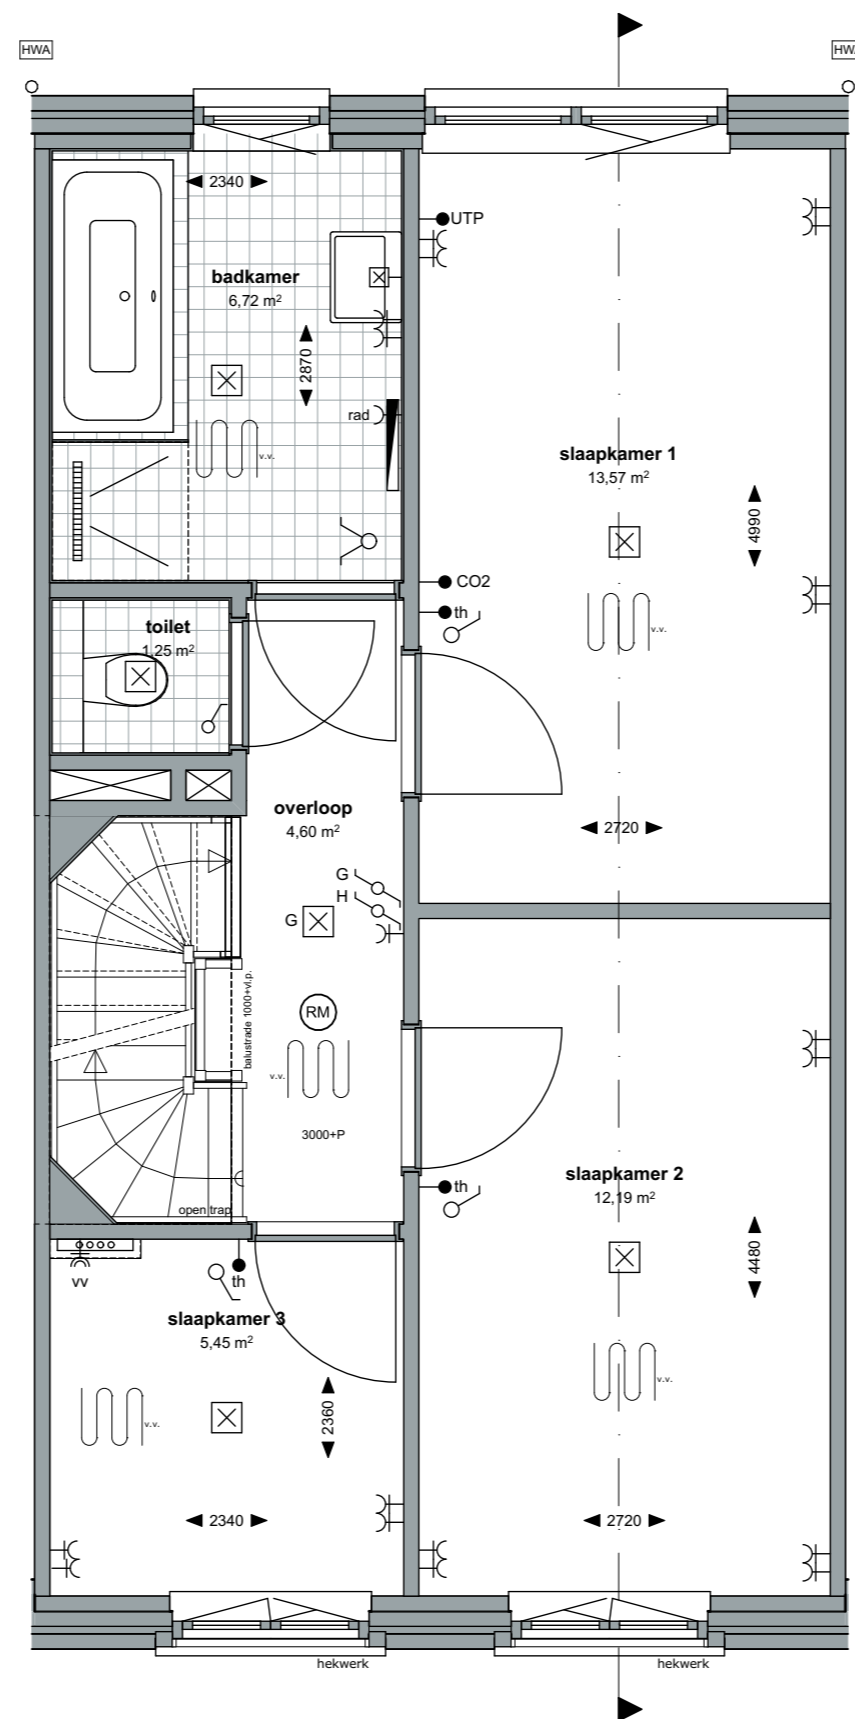 HWA
HWA
2340
UTP
badkamer
6,72 m²
2870
rad
v.v.
slaapkamer 1
13,57 m²
4990
CO2
th
v.v.
toilet
1,25 m²
overloop
4,60 m²
2720
G
H
G
balustrade 1000+vl.p.
RM
v.v.
3000+P
slaapkamer 2
12,19 m²
th
open trap
4480
vv
th
slaapkamer 3
5,45 m²
v.v.
v.v.
2360
2340
2720
hekwerk
hekwerk